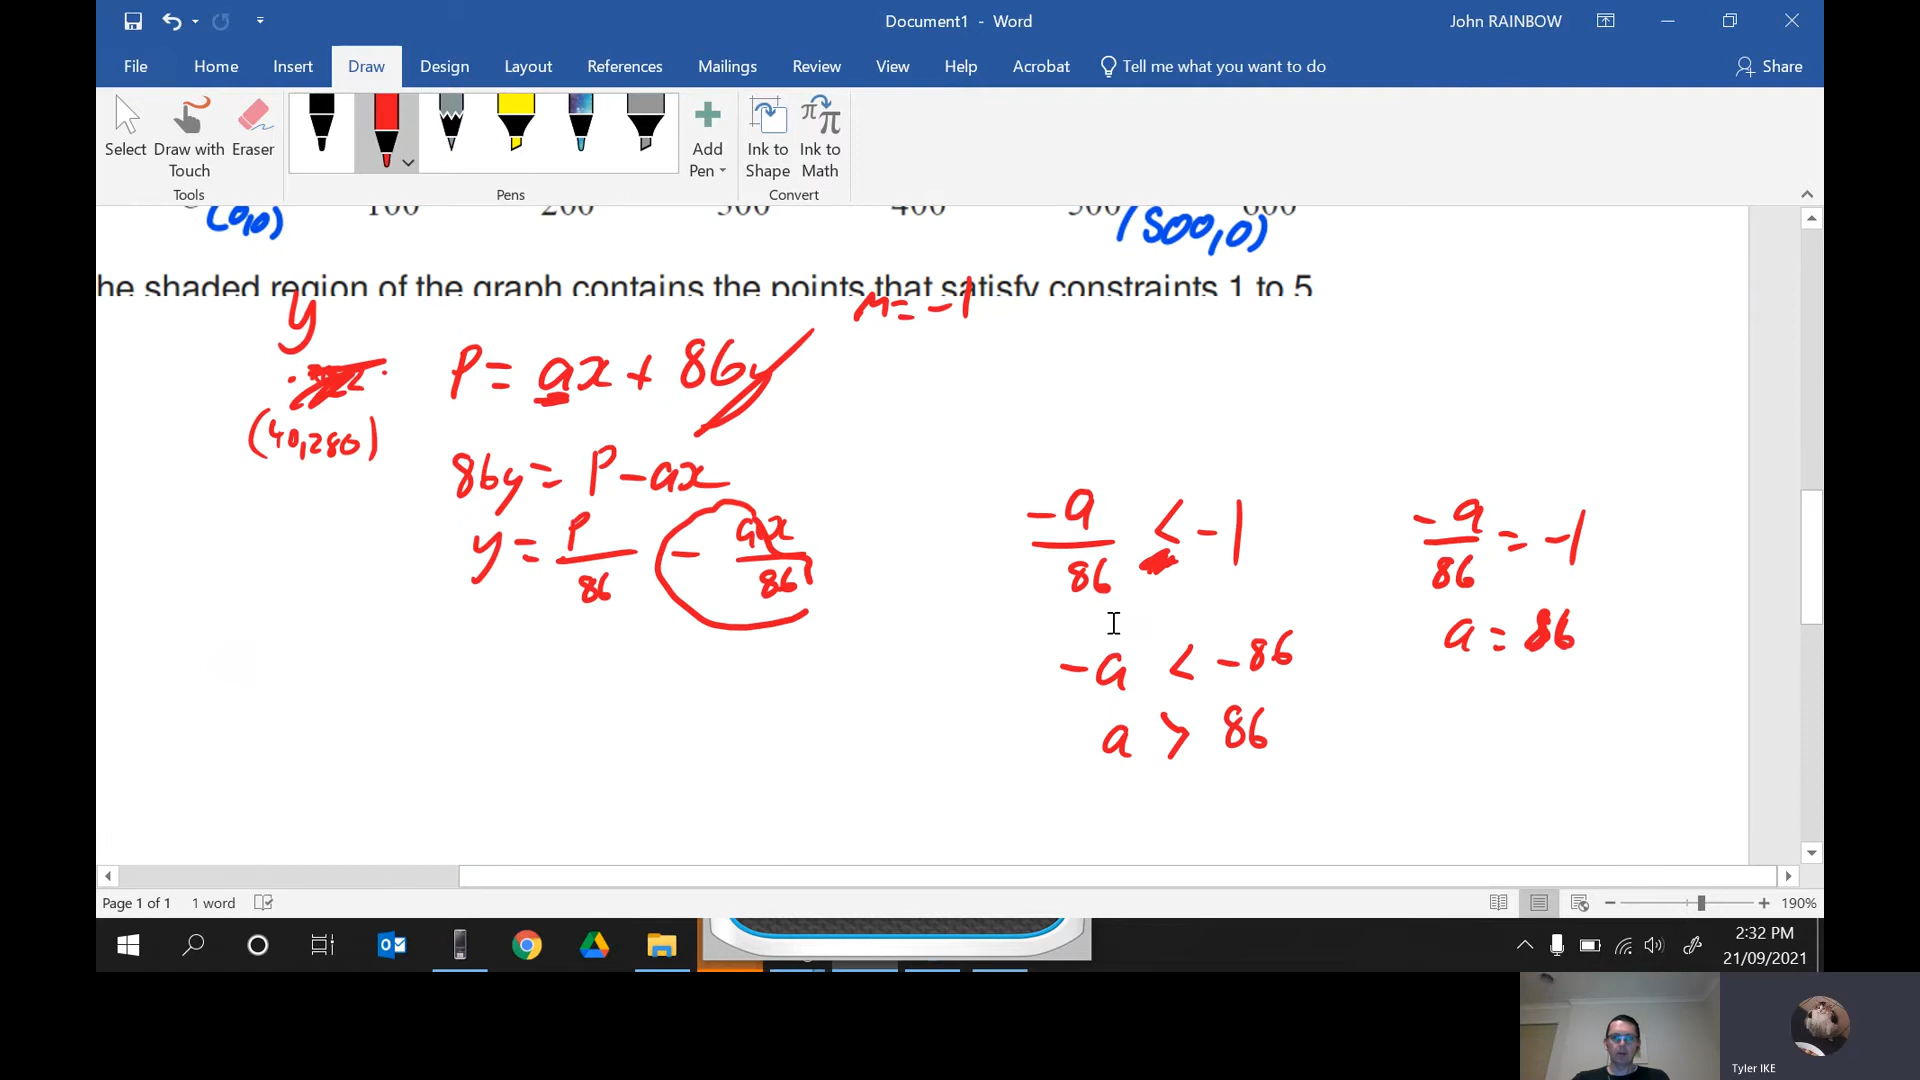 Document1 - Word
John RAINBOW
File Home Insert Draw Design Layout References Mailings Review View Help Acrobat Tell me what you want to do Share
Select Draw with Touch Eraser Add Pen Ink to Shape Ink to Math
Tools Pens Convert
100 200 300 400 500 600
(0,0) (500,0)
he shaded region of the graph contains the points that satisfy constraints 1 to 5
y
m = -1
P = ax + 86y
(40,280)
86y = P - ax
y = P/86 - ax/86
-a/86 < -1
-a < -86
a > 86
-a/86 = -1
a = 86
Page 1 of 1 1 word 190%
2:32 PM
21/09/2021
Tyler IKE